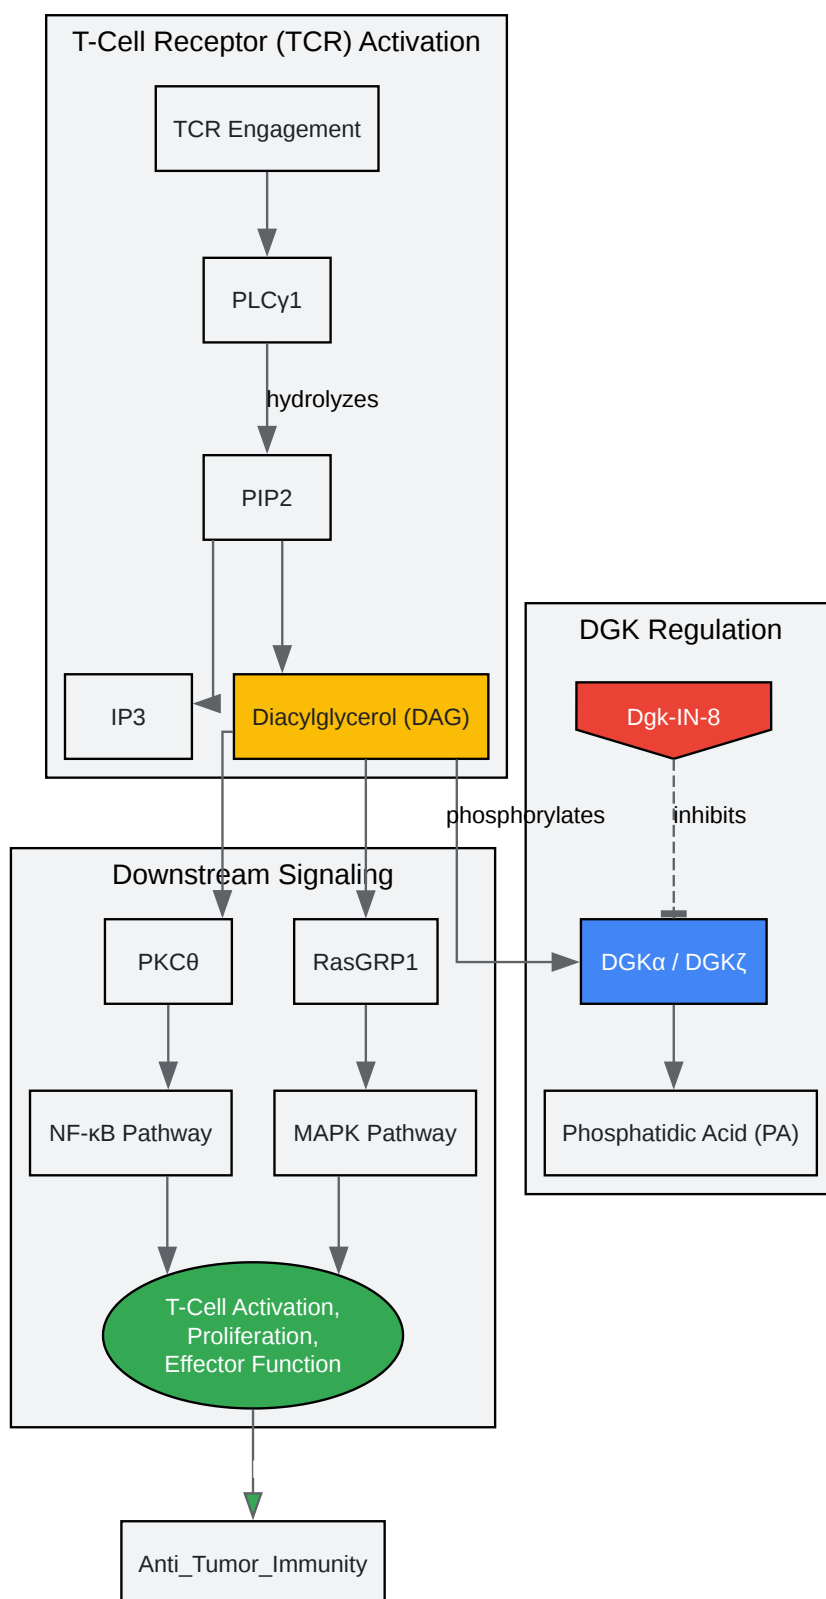 T-Cell Receptor (TCR) Activation
TCR Engagement
PLCγ1
hydrolyzes
PIP2
IP3
Diacylglycerol (DAG)
DGK Regulation
Dgk-IN-8
phosphorylates
inhibits
Downstream Signaling
PKCθ
RasGRP1
DGKα / DGKζ
NF-κB Pathway
MAPK Pathway
Phosphatidic Acid (PA)
T-Cell Activation,
Proliferation,
Effector Function
Anti_Tumor_Immunity